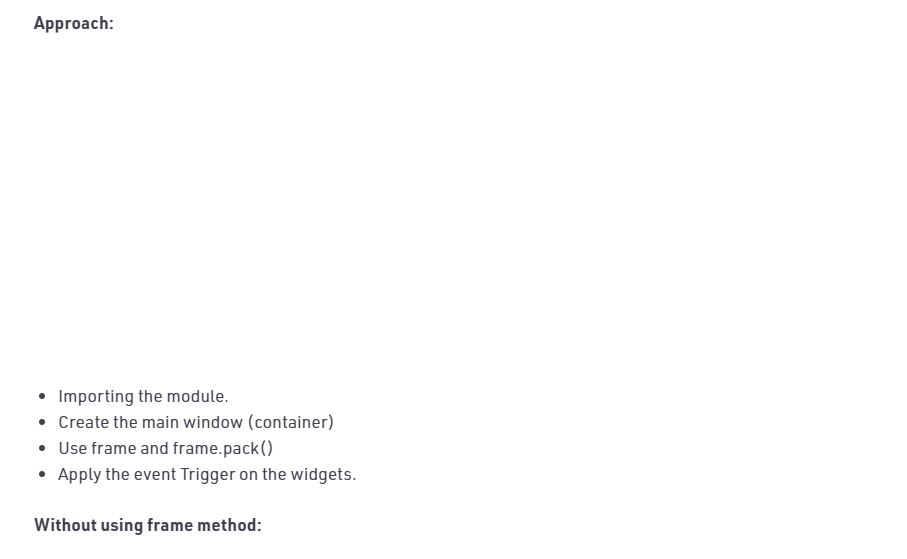 Approach:
• Importing the module.
• Create the main window (container)
• Use frame and frame.pack()
• Apply the event Trigger on the widgets.
Without using frame method: